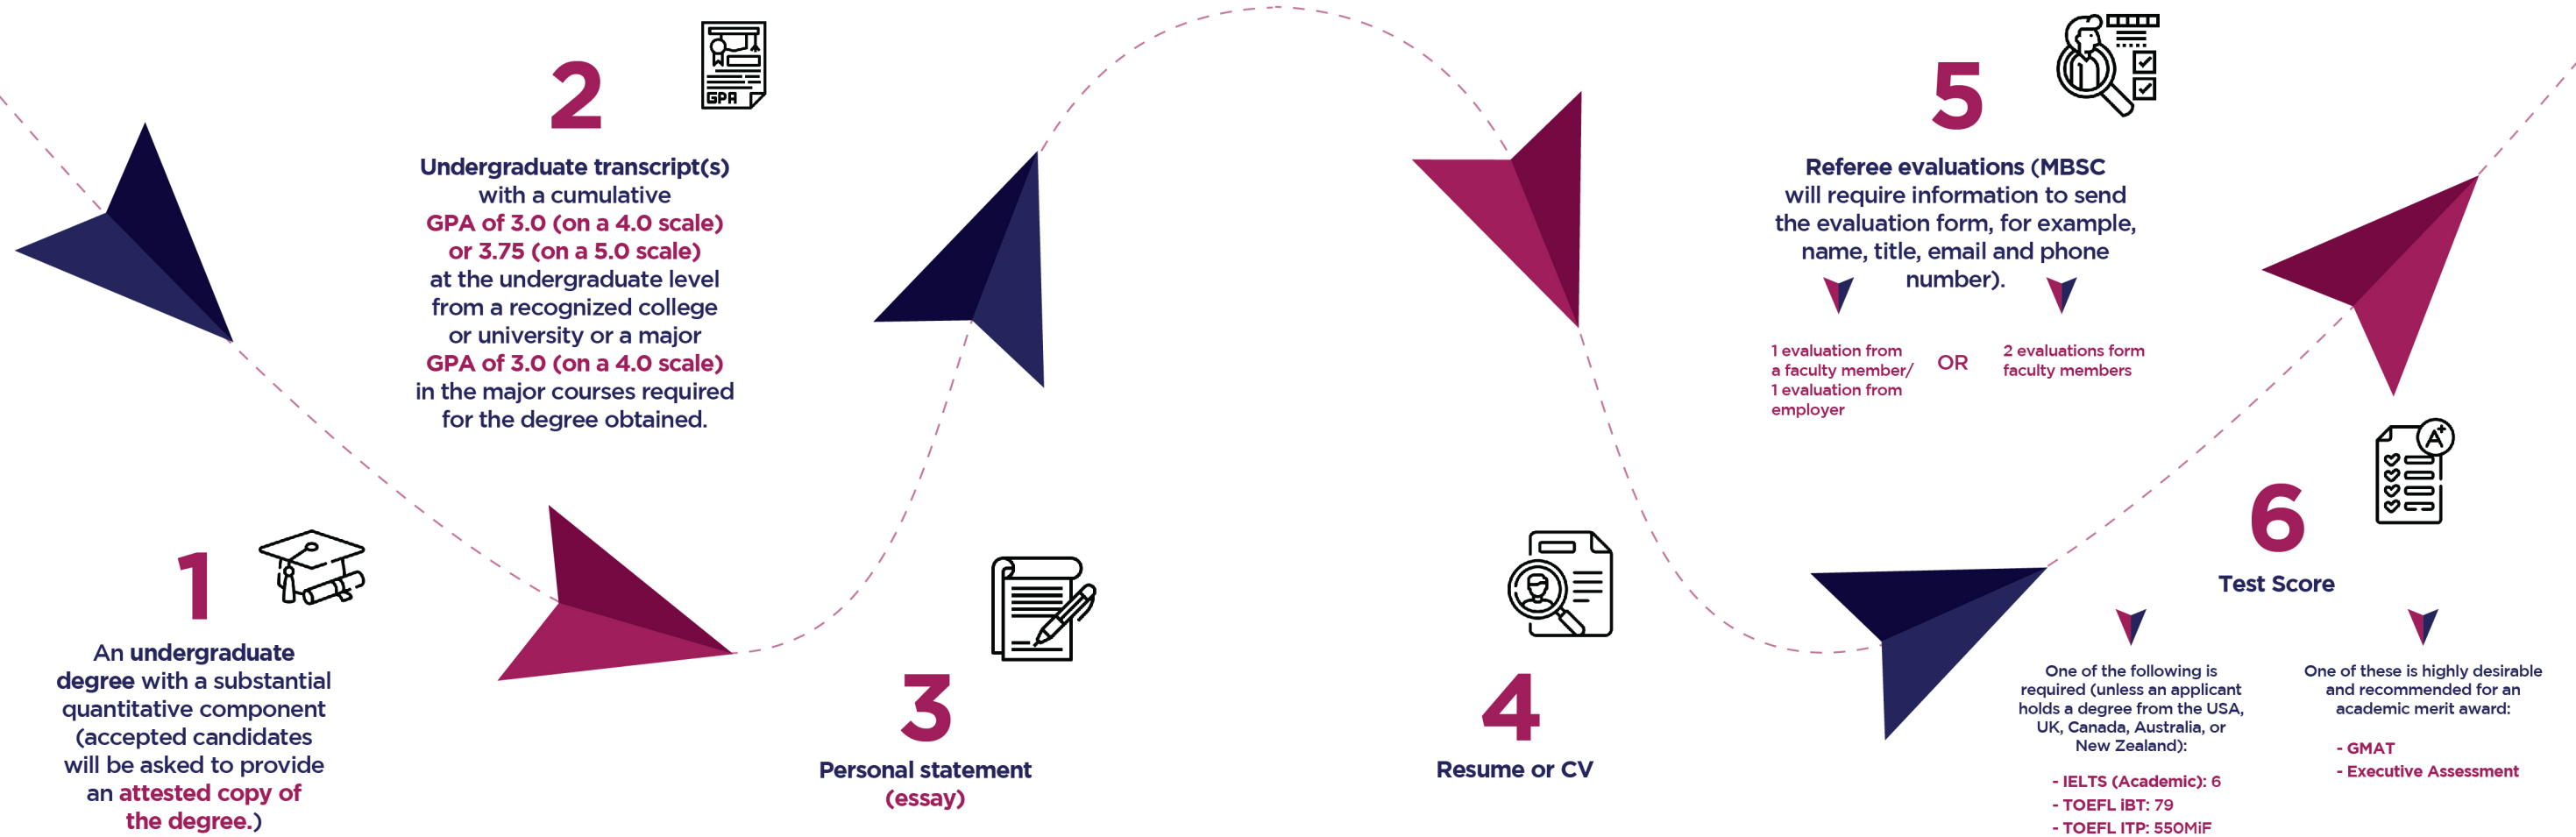 1
An undergraduate
degree with a substantial
quantitative component
(accepted candidates
will be asked to provide
an attested copy of
the degree.)
2
GPA
Undergraduate transcript(s)
with a cumulative
GPA of 3.0 (on a 4.0 scale)
or 3.75 (on a 5.0 scale)
at the undergraduate level
from a recognized college
or university or a major
GPA of 3.0 (on a 4.0 scale)
in the major courses required
for the degree obtained.
3
Personal statement
(essay)
4
Resume or CV
5
Referee evaluations (MBSC
will require information to send
the evaluation form, for example,
name, title, email and phone
number).
1 evaluation from
a faculty member/
1 evaluation from
employer
OR
2 evaluations form
faculty members
6
A+
Test Score
One of the following is
required (unless an applicant
holds a degree from the USA,
UK, Canada, Australia, or
New Zealand):
- IELTS (Academic): 6
- TOEFL iBT: 79
- TOEFL ITP: 550MiF
One of these is highly desirable
and recommended for an
academic merit award:
- GMAT
- Executive Assessment